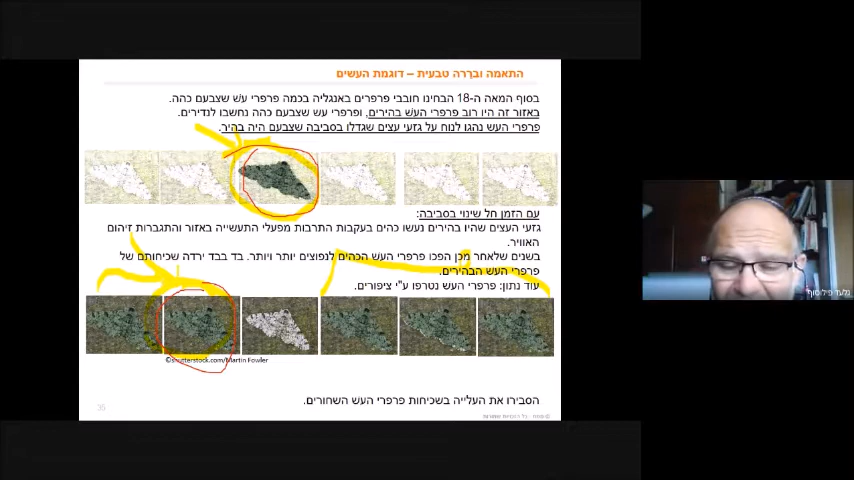 התאמה וברֵרה טבעית – דוגמת העשים
בסוף המאה ה-18 הבחינו חובבי פרפרים באנגליה בכמה פרפרי עש שצבעם כהה.
באזור זה היו רוב פרפרי העש בהירים, ופרפרי עש שצבעם כהה נחשבו לנדירים.
פרפרי העש נהגו לנוח על גזעי עצים שגדלו בסביבה שצבעם היה בהיר.
עם הזמן חל שינוי בסביבה:
גזעי העצים שהיו בהירים נעשו כהים בעקבות התרבות מפעלי התעשייה באזור והתגברות זיהום
האוויר.
בשנים שלאחר מכן הפכו פרפרי העש הכהים לנפוצים יותר ויותר. בד בבד ירדה שכיחותם של
פרפרי העש הבהירים.
עוד נתון: פרפרי העש נטרפו ע"י ציפורים.
©shutterstock.com/Martin Fowler
הסבירו את העלייה בשכיחות פרפרי העש השחורים.
גלעד פילוסוף